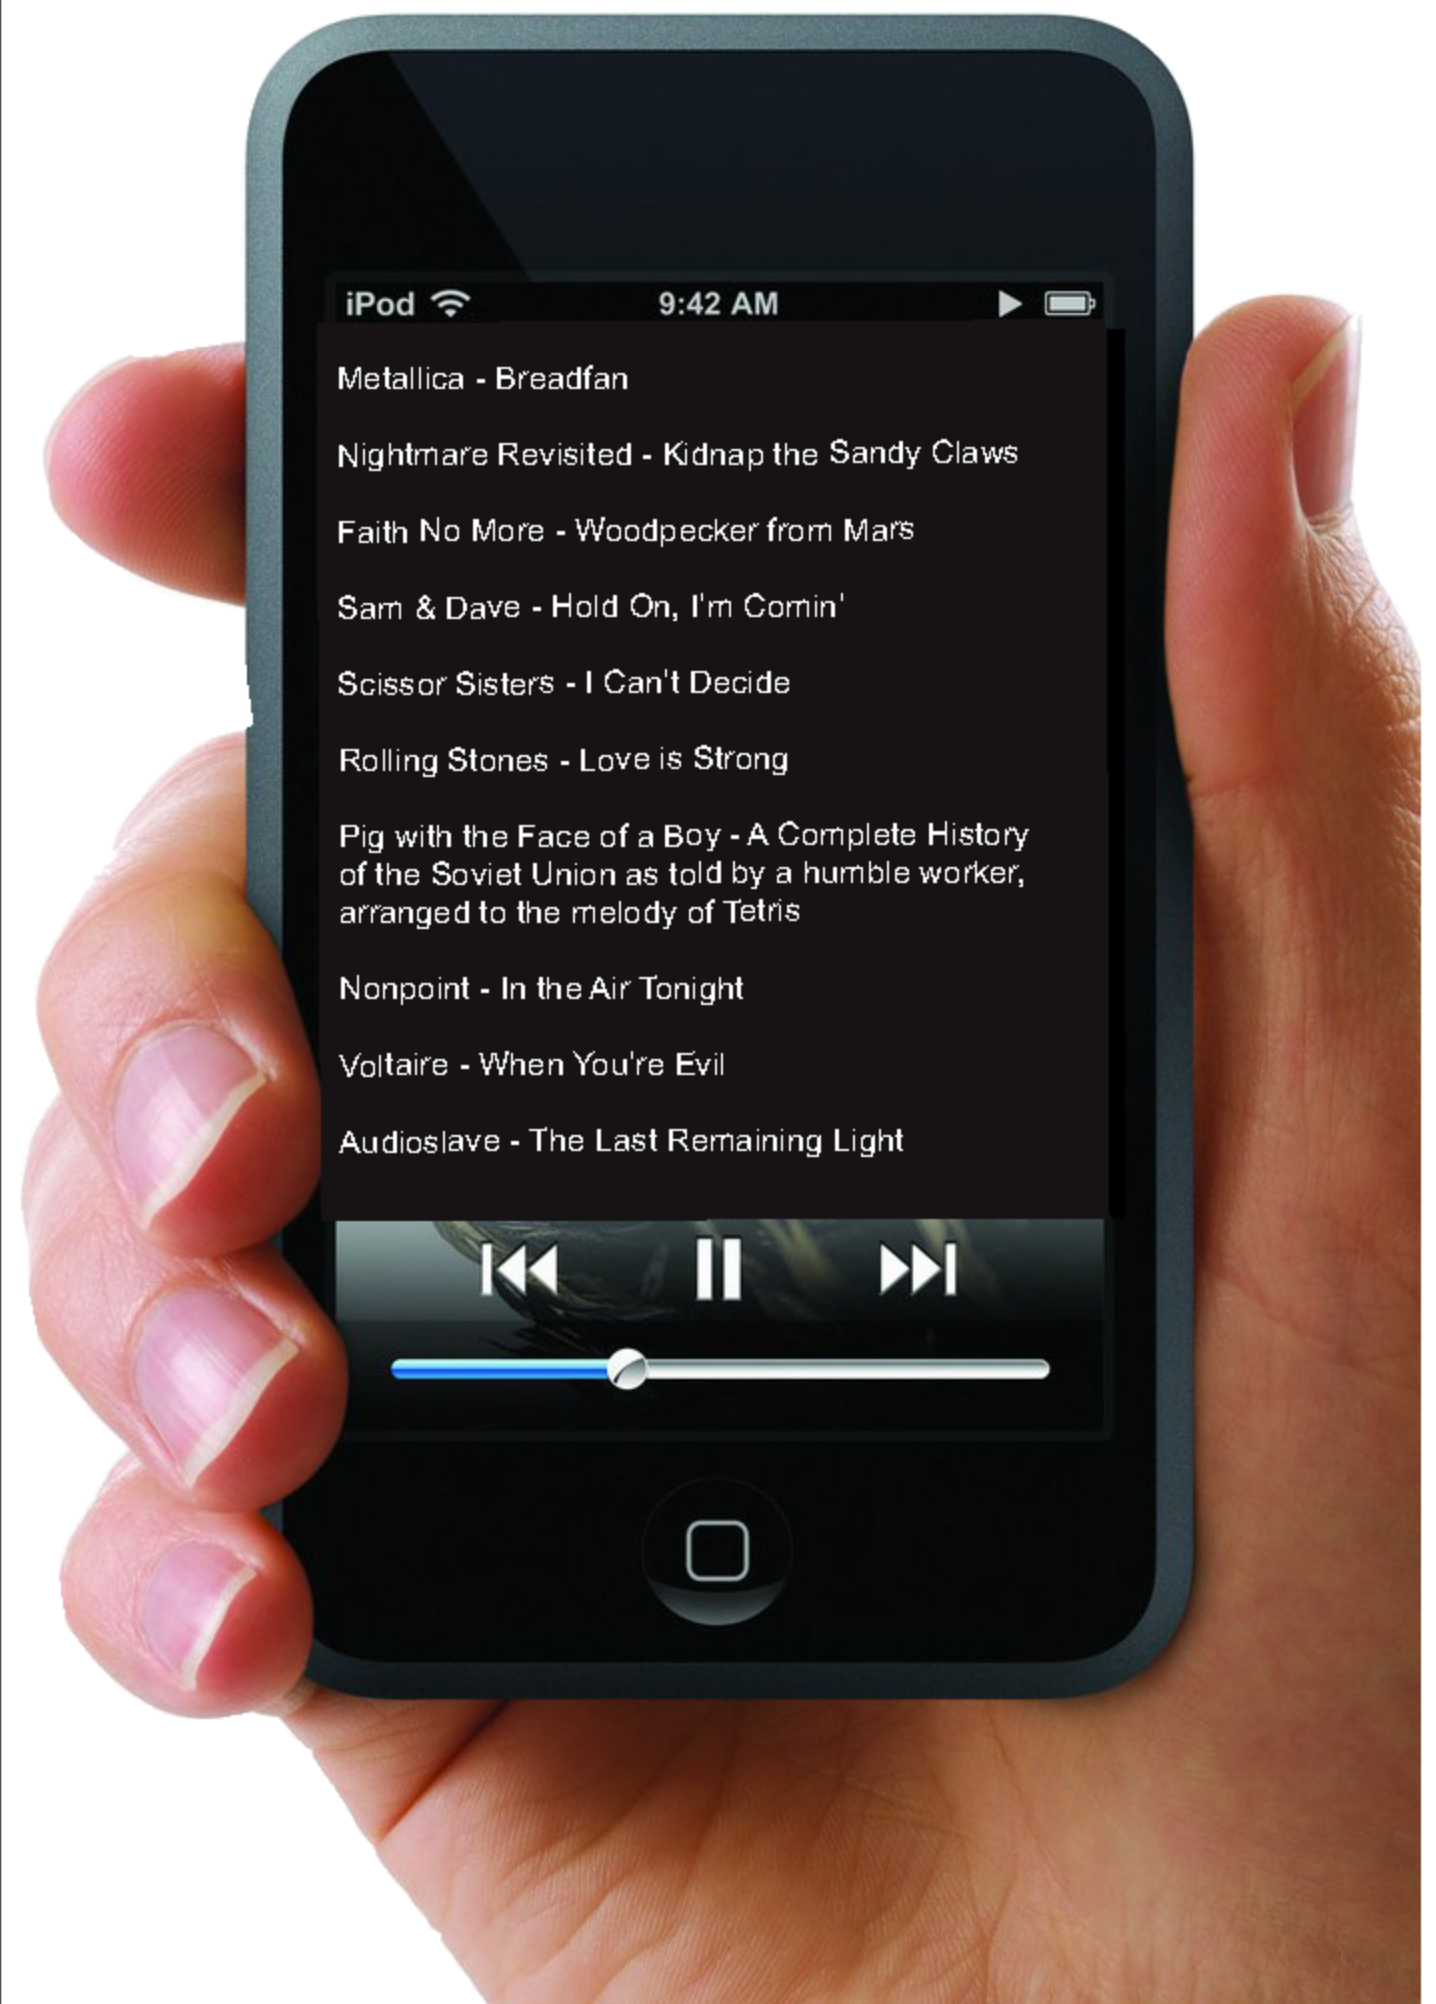 iPod 9:42 AM
Metallica - Breadfan
Nightmare Revisited - Kidnap the Sandy Claws
Faith No More - Woodpecker from Mars
Sam & Dave - Hold On, I'm Comin'
Scissor Sisters - I Can't Decide
Rolling Stones - Love is Strong
Pig with the Face of a Boy - A Complete History
of the Soviet Union as told by a humble worker,
arranged to the melody of Tetris
Nonpoint - In the Air Tonight
Voltaire - When You're Evil
Audioslave - The Last Remaining Light